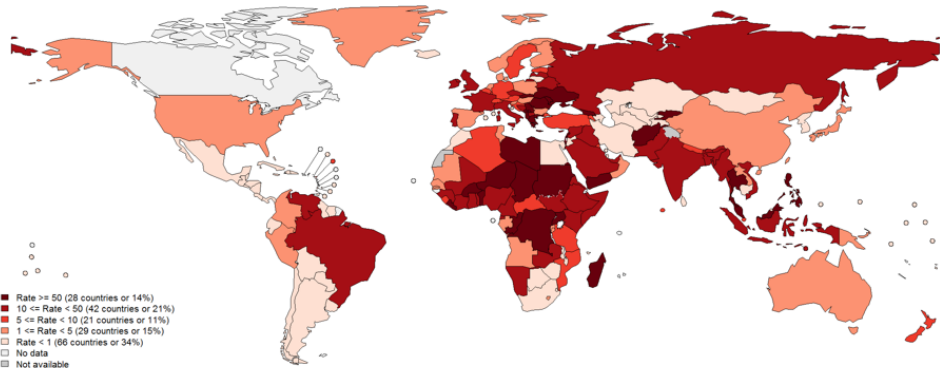 Rate >= 50 (28 countries or 14%)
10 <= Rate < 50 (42 countries or 21%)
5 <= Rate < 10 (21 countries or 11%)
1 <= Rate < 5 (29 countries or 15%)
Rate < 1 (66 countries or 34%)
No data
Not available